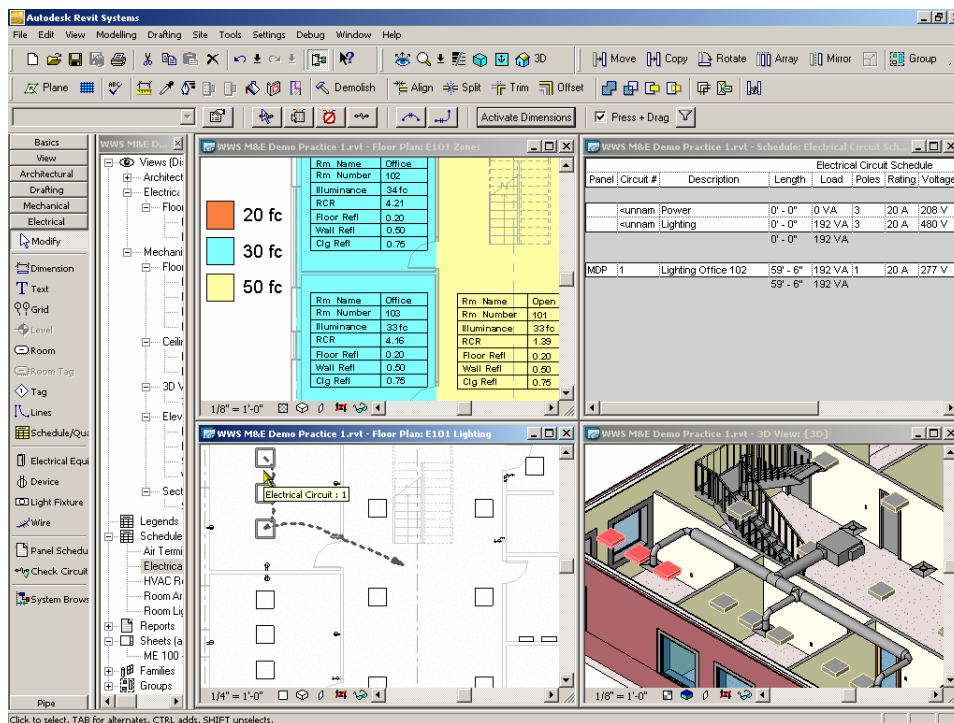 Autodesk Revit Systems
File Edit View Modelling Drafting Site Tools Settings Debug Window Help
3D Move Copy Rotate Array Mirror Group
Plane Demolish Align Split Trim Offset
Activate Dimensions Press + Drag
Basics
View
Architectural
Drafting
Mechanical
Electrical
Modify
Dimension
Text
Grid
Level
Room
Room Tag
Tag
Lines
Schedule/Qua
Electrical Equi
Device
Light Fixture
Wire
Panel Schedu
Check Circuit
System Brows
Pipe
WWS M&E D...
Views (Di
Architect
Electrica
Floor
Mechani
Floor
Ceilin
3D V
Elev
Sect
Legends
Schedule
Air Termi
Electrica
HVAC R
Room Ar
Room Lig
Reports
Sheets (a
ME 100 -
Families
Groups
WWS M&E Demo Practice 1.rvt - Floor Plan: E101 Zones
20 fc
30 fc
50 fc
Rm Name Office
Rm Number 102
Illuminance 34 fc
RCR 4.21
Floor Refl 0.20
Wall Refl 0.50
Clg Refl 0.75
Rm Name Office
Rm Number 103
Illuminance 33 fc
RCR 4.16
Floor Refl 0.20
Wall Refl 0.50
Clg Refl 0.75
Rm Name Open
Rm Number 101
Illuminance 33 fc
RCR 1.39
Floor Refl 0.20
Wall Refl 0.50
Clg Refl 0.75
1/8" = 1'-0"
WWS M&E Demo Practice 1.rvt - Schedule: Electrical Circuit Sch...
Electrical Circuit Schedule
Panel Circuit # Description Length Load Poles Rating Voltage
<unnam Power 0' - 0" 0 VA 3 20 A 208 V
<unnam Lighting 0' - 0" 192 VA 3 20 A 480 V
0' - 0" 192 VA
MDP 1 Lighting Office 102 59' - 6" 192 VA 1 20 A 277 V
59' - 6" 192 VA
WWS M&E Demo Practice 1.rvt - Floor Plan: E101 Lighting
Electrical Circuit : 1
1/4" = 1'-0"
WWS M&E Demo Practice 1.rvt - 3D View: {3D}
1/8" = 1'-0"
Click to select, TAB for alternates, CTRL adds, SHIFT unselects.